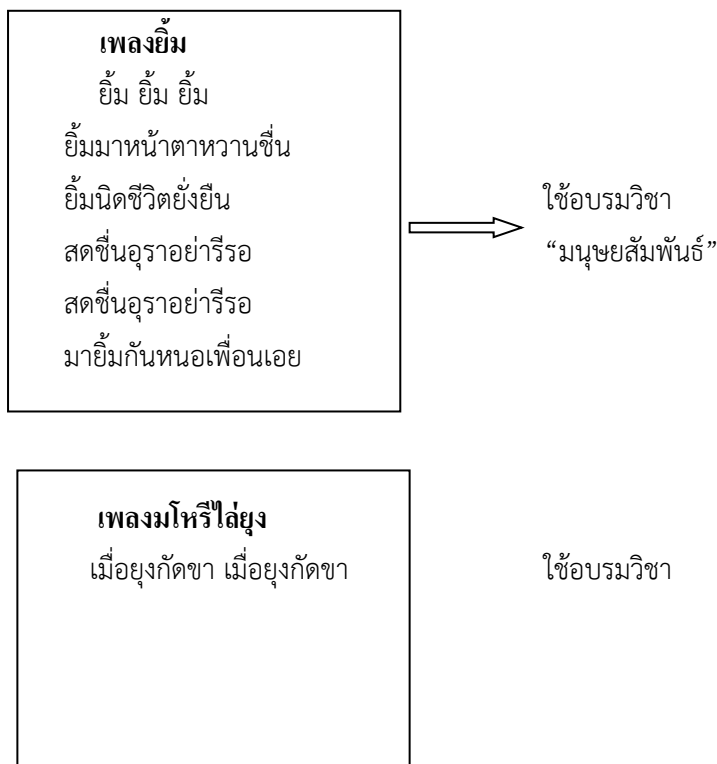 เพลงยิ้ม
ยิ้ม ยิ้ม ยิ้ม
ยิ้มมาหน้าตาหวานชื่น
ยิ้มนิดชีวิตยั่งยืน
สดชื่นอุราอย่ารีรอ
สดชื่นอุราอย่ารีรอ
มายิ้มกันหนอเพื่อนเอย
ใช้อบรมวิชา
“มนุษยสัมพันธ์”
เพลงมโหรีไล่ยุง
เมื่อยุงกัดขา เมื่อยุงกัดขา
ใช้อบรมวิชา